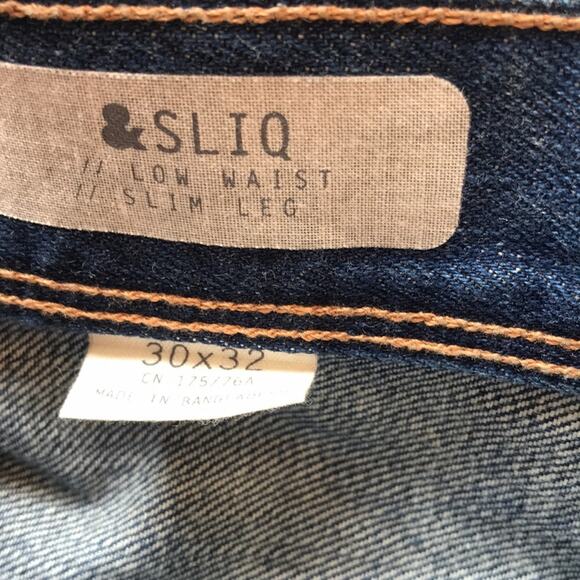 &SLIQ
// LOW WAIST
// SLIM LEG
30x32
CN 175/76A
MADE IN